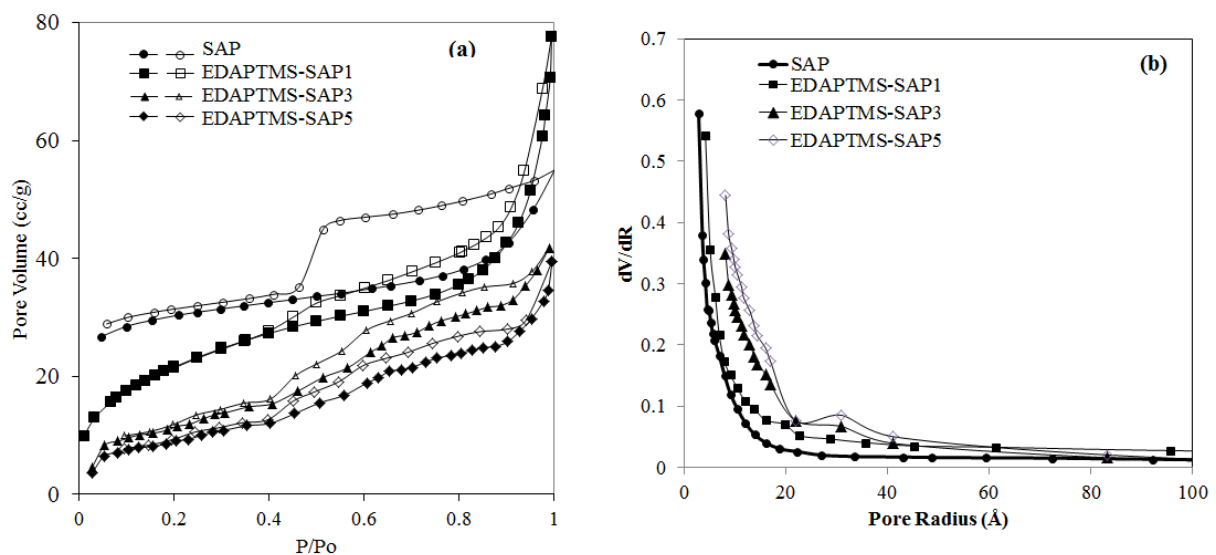 80
60
40
20
0
Pore Volume (cc/g)
(a)
SAP
EDAPTMS-SAP1
EDAPTMS-SAP3
EDAPTMS-SAP5
0 0.2 0.4 0.6 0.8 1
P/Po
0.7
0.6
0.5
0.4
0.3
0.2
0.1
0
dV/dR
(b)
SAP
EDAPTMS-SAP1
EDAPTMS-SAP3
EDAPTMS-SAP5
0 20 40 60 80 100
Pore Radius (Å)